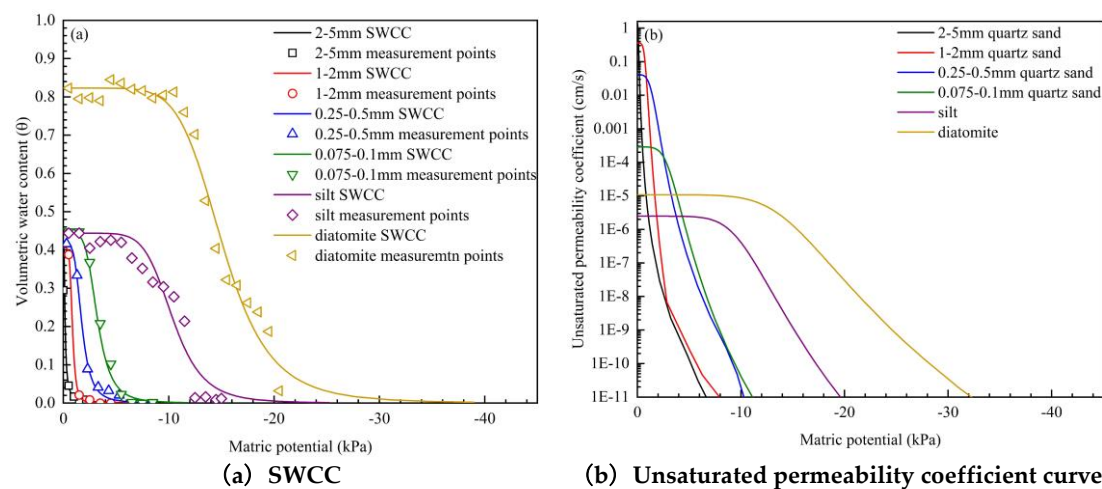 (a)
2-5mm SWCC
2-5mm measurement points
1-2mm SWCC
1-2mm measurement points
0.25-0.5mm SWCC
0.25-0.5mm measurement points
0.075-0.1mm SWCC
0.075-0.1mm measurement points
silt SWCC
silt measurement points
diatomite SWCC
diatomite measuremtn points
Volumetric water content (θ)
1.0
0.9
0.8
0.7
0.6
0.5
0.4
0.3
0.2
0.1
0.0
0
-10
-20
-30
-40
Matric potential (kPa)
(a) SWCC
(b)
2-5mm quartz sand
1-2mm quartz sand
0.25-0.5mm quartz sand
0.075-0.1mm quartz sand
silt
diatomite
Unsaturated permeability coefficient (cm/s)
1
0.1
0.01
0.001
1E-4
1E-5
1E-6
1E-7
1E-8
1E-9
1E-10
1E-11
0
-10
-20
-30
-40
Matric potential (kPa)
(b) Unsaturated permeability coefficient curve